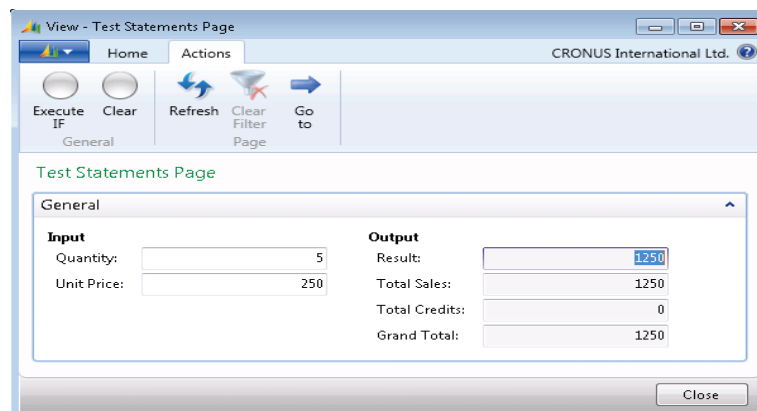 View - Test Statements Page
Home Actions CRONUS International Ltd.
Execute IF Clear Refresh Clear Filter Go to
General Page
Test Statements Page
General
Input Output
Quantity: 5 Result: 1250
Unit Price: 250 Total Sales: 1250
Total Credits: 0
Grand Total: 1250
Close